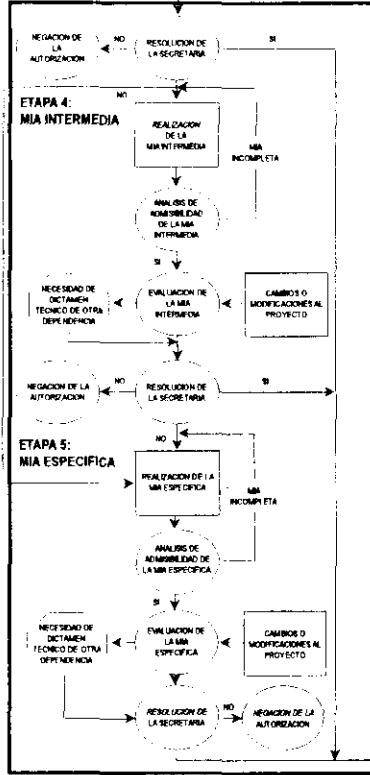 NEGACION DE
LA
AUTORIZACIÓN
NO
RESOLUCION DE
LA SECRETARIA
SI
NO
ETAPA 4:
MIA INTERMEDIA
REALIZACION
DE LA
MIA INTERMEDIA
MIA
INCOMPLETA
ANALISIS DE
ADMISIBILIDAD
DE LA MIA
INTERMEDIA
SI
NECESIDAD DE
DICTAMEN
TECNICO DE OTRA
DEPENDENCIA
EVALUACION DE
LA MIA
INTERMEDIA
CAMBIOS O
MODIFICACIONES AL
PROYECTO
NEGACION DE LA
AUTORIZACION
NO
RESOLUCION DE
LA SECRETARIA
SI
NO
ETAPA 5:
MIA ESPECIFICA
REALIZACION DE LA
MIA ESPECIFICA
MIA
INCOMPLETA
ANALISIS DE
ADMISIBILIDAD DE
LA MIA ESPECIFICA
SI
NECESIDAD DE
DICTAMEN
TECNICO DE OTRA
DEPENDENCIA
EVALUACION DE
LA MIA
ESPECIFICA
CAMBIOS O
MODIFICACIONES AL
PROYECTO
RESOLUCION DE
LA SECRETARIA
NO
NEGACION DE LA
AUTORIZACION